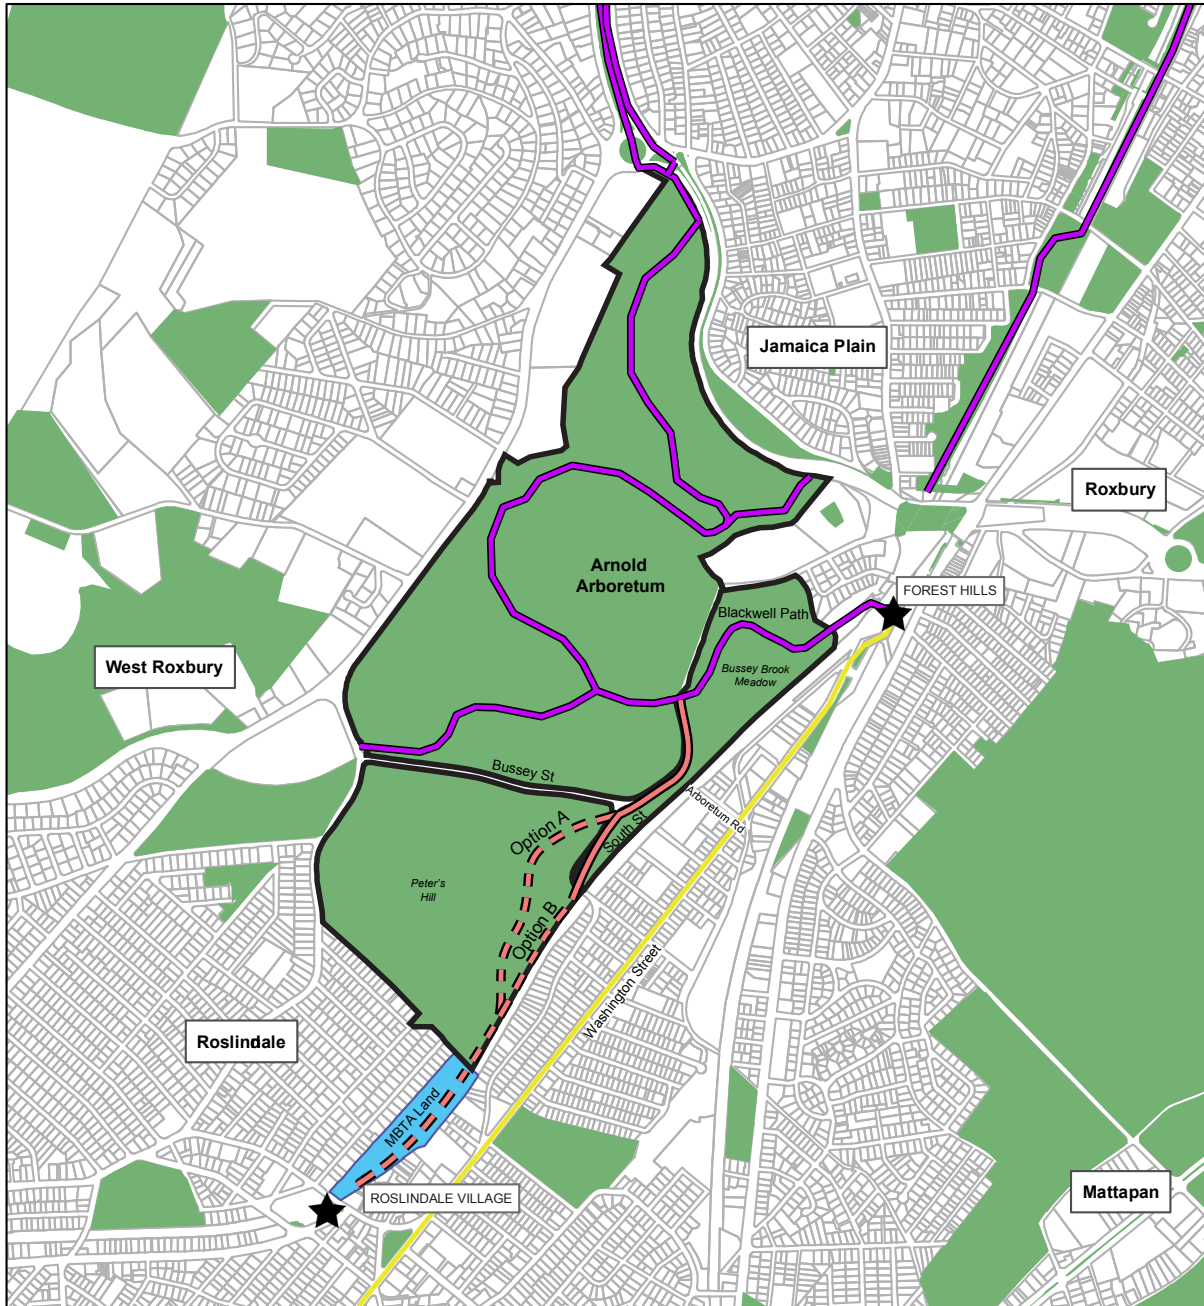 Jamaica Plain
Roxbury
Arnold
Arboretum
FOREST HILLS
Blackwell Path
West Roxbury
Bussey Brook
Meadow
Bussey St
Arboretum Rd
Option A
South St
Peter's
Hill
Option B
Washington Street
Roslindale
MBTA Land
Mattapan
ROSLINDALE VILLAGE